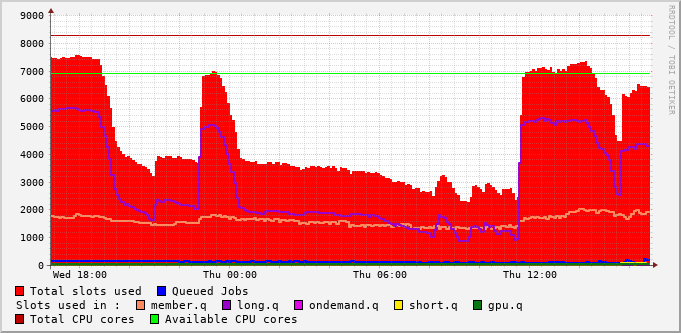 RRDTOOL / TOBI OETIKER
9000
8000
7000
6000
5000
4000
3000
2000
1000
0
Wed 18:00 Thu 00:00 Thu 06:00 Thu 12:00
Total slots used Queued Jobs
Slots used in : member.q long.q ondemand.q short.q gpu.q
Total CPU cores Available CPU cores